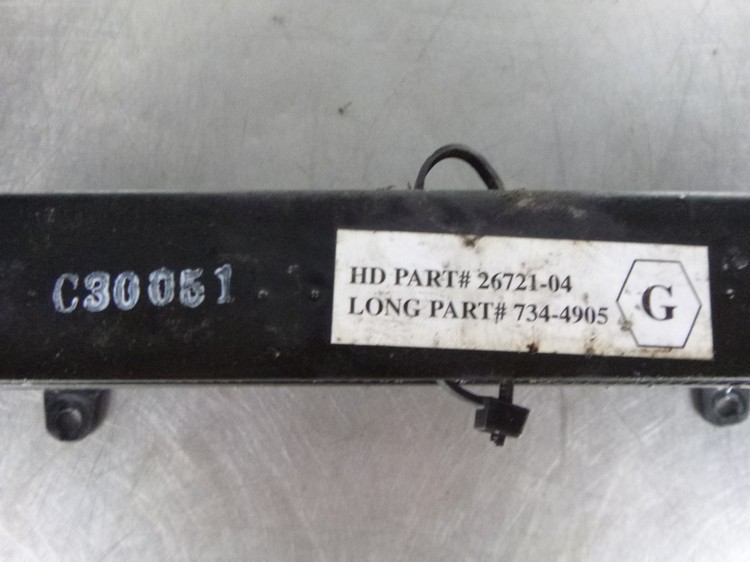 C30051
HD PART# 26721-04
LONG PART# 734-4905
G